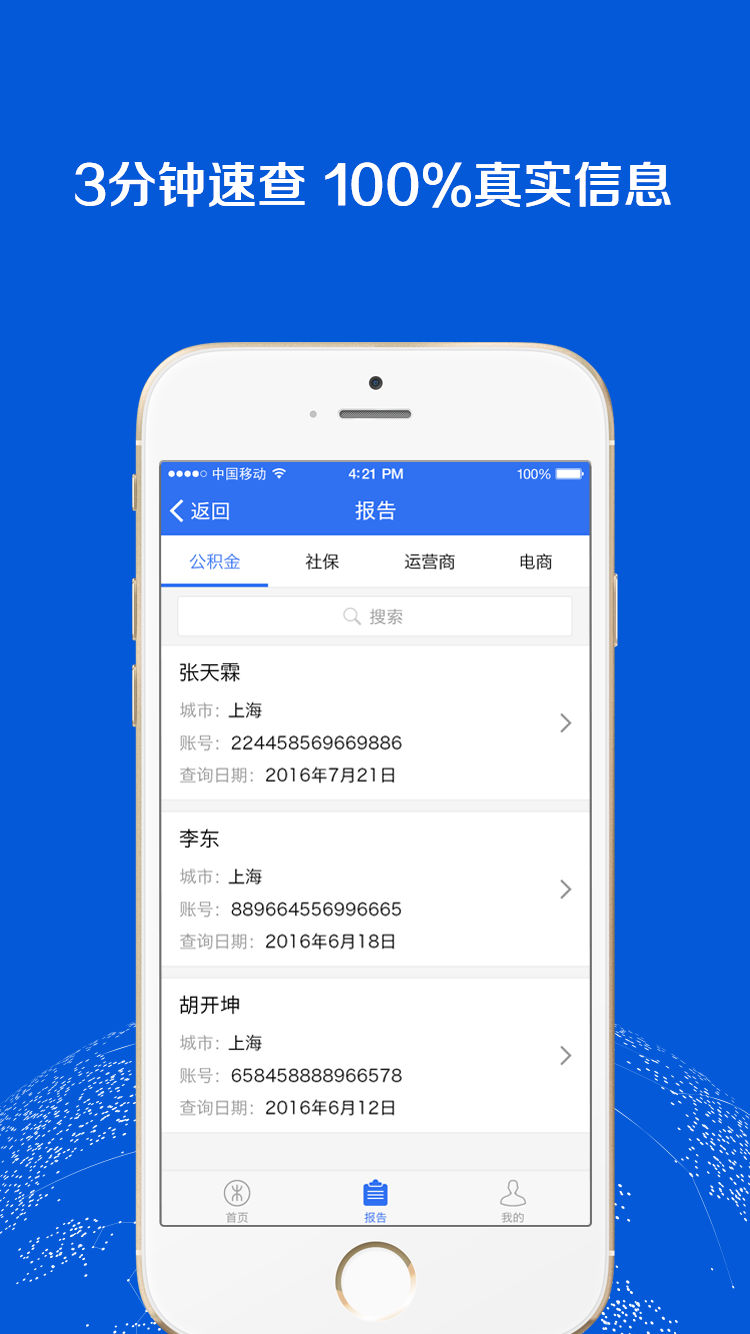 3分钟速查 100%真实信息
中国移动 4:21 PM 100%
返回 报告
公积金 社保 运营商 电商
搜索
张天霖
城市：上海
账号：224458569669886
查询日期：2016年7月21日
李东
城市：上海
账号：889664556996665
查询日期：2016年6月18日
胡开坤
城市：上海
账号：658458888966578
查询日期：2016年6月12日
首页 报告 我的